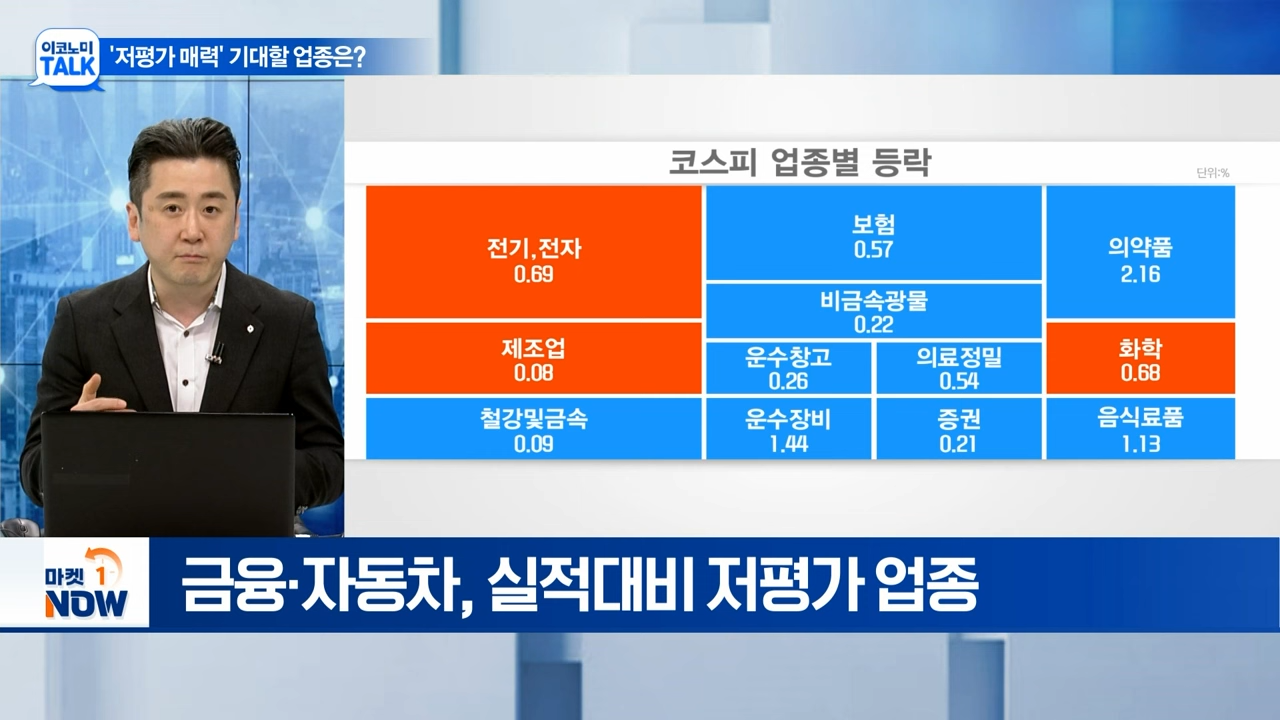 이코노미
TALK
'저평가 매력' 기대할 업종은?
코스피 업종별 등락
단위:%
전기,전자
0.69
보험
0.57
의약품
2.16
비금속광물
0.22
제조업
0.08
운수창고
0.26
의료정밀
0.54
화학
0.68
철강및금속
0.09
운수장비
1.44
증권
0.21
음식료품
1.13
마켓 1
NOW
금융·자동차, 실적대비 저평가 업종